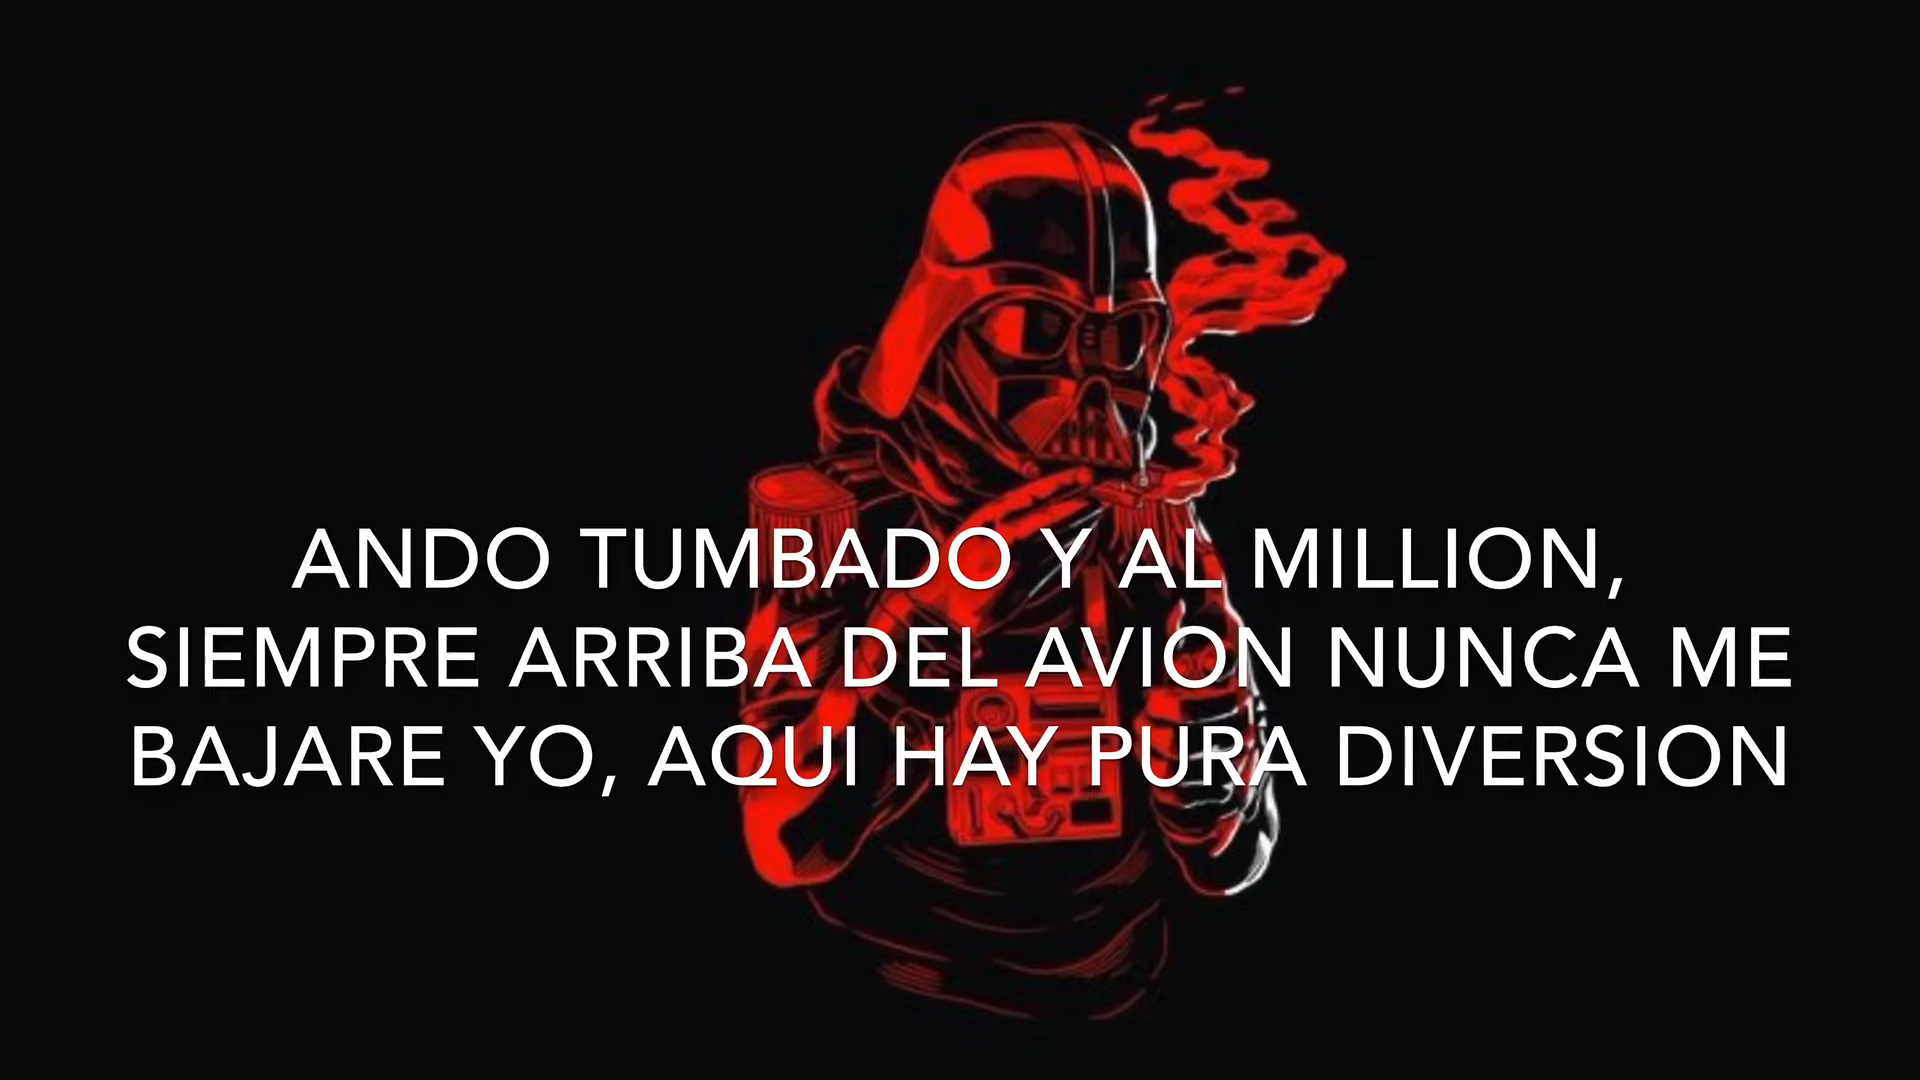 ANDO TUMBADO Y AL MILLION,
SIEMPRE ARRIBA DEL AVION NUNCA ME
BAJARE YO, AQUI HAY PURA DIVERSION